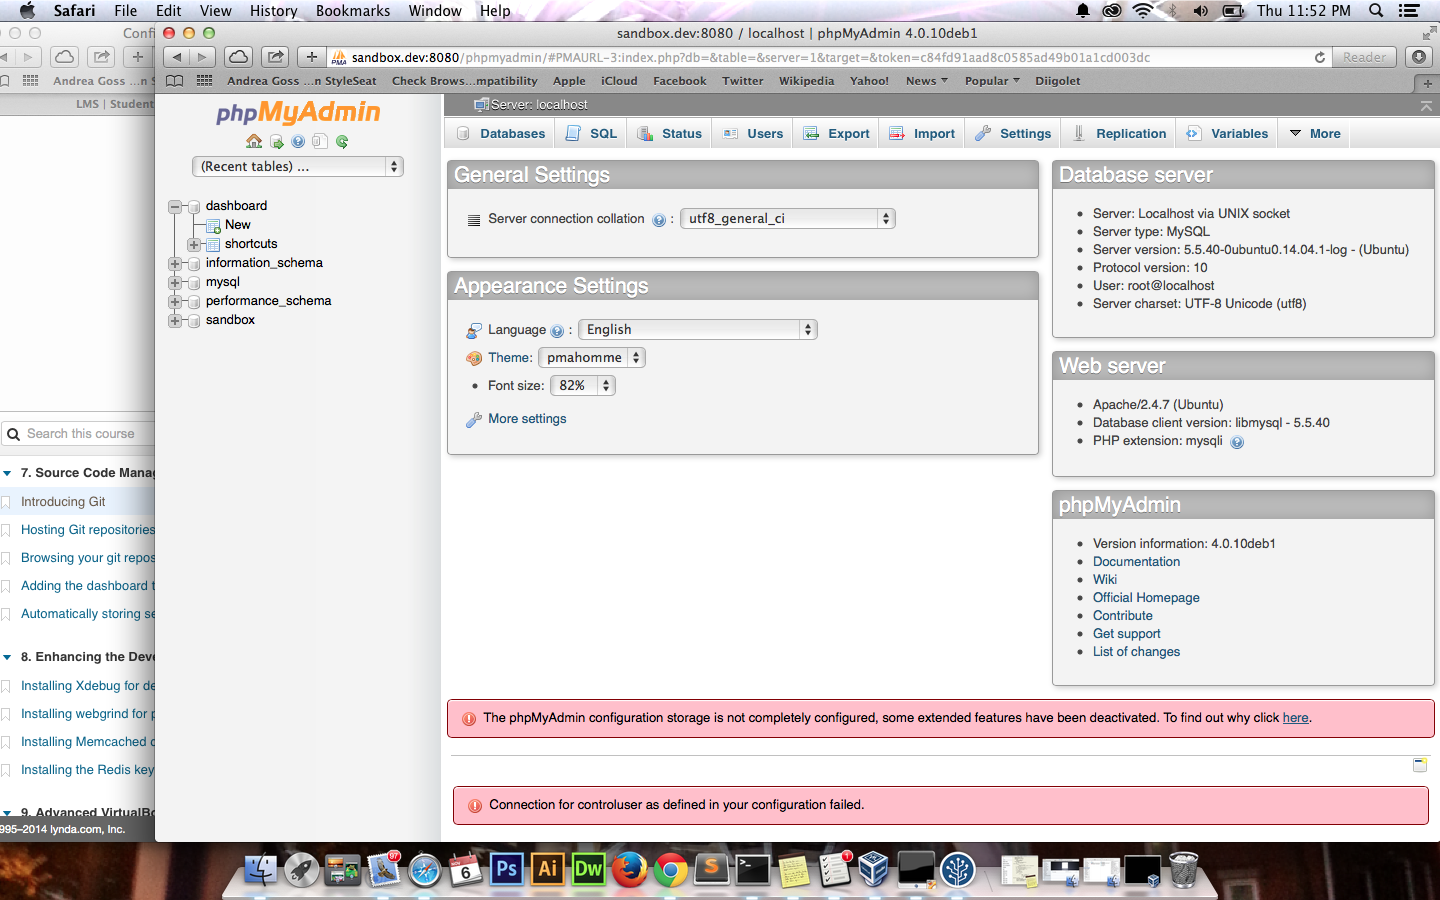 Safari File Edit View History Bookmarks Window Help Thu 11:52 PM
Confi
sandbox.dev:8080 / localhost | phpMyAdmin 4.0.10deb1
sandbox.dev:8080/phpmyadmin/#PMAURL-3:index.php?db=&table=&server=1&target=&token=c84fd91aad8c0585ad49b01a1cd003dc
Reader
Andrea Goss
Andrea Goss ...n StyleSeat Check Brows...mpatibility Apple iCloud Facebook Twitter Wikipedia Yahoo! News Popular Diigolet
LMS | Student
phpMyAdmin
(Recent tables) ...
dashboard
New
shortcuts
information_schema
mysql
performance_schema
sandbox
Server: localhost
Databases SQL Status Users Export Import Settings Replication Variables More
General Settings
Server connection collation : utf8_general_ci
Appearance Settings
Language : English
Theme: pmahomme
Font size: 82%
More settings
Database server
Server: Localhost via UNIX socket
Server type: MySQL
Server version: 5.5.40-0ubuntu0.14.04.1-log - (Ubuntu)
Protocol version: 10
User: root@localhost
Server charset: UTF-8 Unicode (utf8)
Web server
Apache/2.4.7 (Ubuntu)
Database client version: libmysql - 5.5.40
PHP extension: mysqli
phpMyAdmin
Version information: 4.0.10deb1
Documentation
Wiki
Official Homepage
Contribute
Get support
List of changes
The phpMyAdmin configuration storage is not completely configured, some extended features have been deactivated. To find out why click here.
Connection for controluser as defined in your configuration failed.
Search this course
7. Source Code Manag
Introducing Git
Hosting Git repositories
Browsing your git repos
Adding the dashboard t
Automatically storing se
8. Enhancing the Deve
Installing Xdebug for de
Installing webgrind for p
Installing Memcached o
Installing the Redis key
9. Advanced VirtualBo
995–2014 lynda.com, Inc.
97
NOV
6
Ps
Ai
Dw
S
1